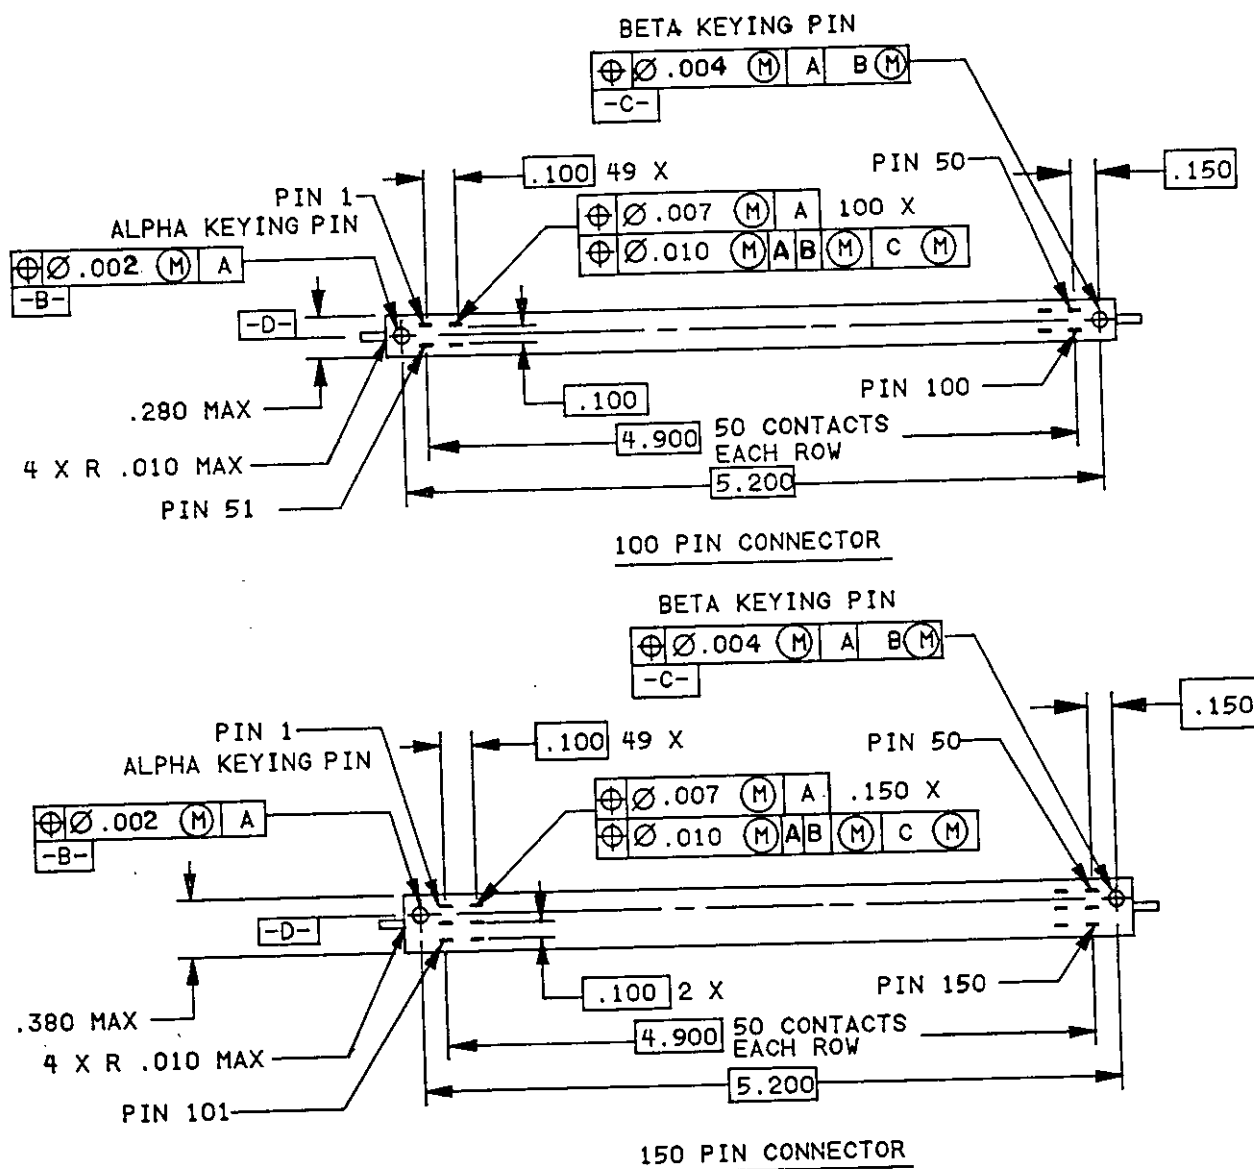 BETA KEYING PIN
⌖ Ø .004 Ⓜ A B Ⓜ
-C-
.100 49 X
PIN 50
.150
PIN 1
ALPHA KEYING PIN
⌖ Ø .007 Ⓜ A 100 X
⌖ Ø .010 Ⓜ A B Ⓜ C Ⓜ
⌖ Ø .002 Ⓜ A
-B-
-D-
.280 MAX
.100
PIN 100
4.900 50 CONTACTS
EACH ROW
4 X R .010 MAX
5.200
PIN 51
100 PIN CONNECTOR
BETA KEYING PIN
⌖ Ø .004 Ⓜ A B Ⓜ
-C-
.150
PIN 1
.100 49 X
PIN 50
ALPHA KEYING PIN
⌖ Ø .007 Ⓜ A .150 X
⌖ Ø .010 Ⓜ A B Ⓜ C Ⓜ
⌖ Ø .002 Ⓜ A
-B-
-D-
.100 2 X
PIN 150
.380 MAX
4.900 50 CONTACTS
EACH ROW
4 X R .010 MAX
5.200
PIN 101
150 PIN CONNECTOR